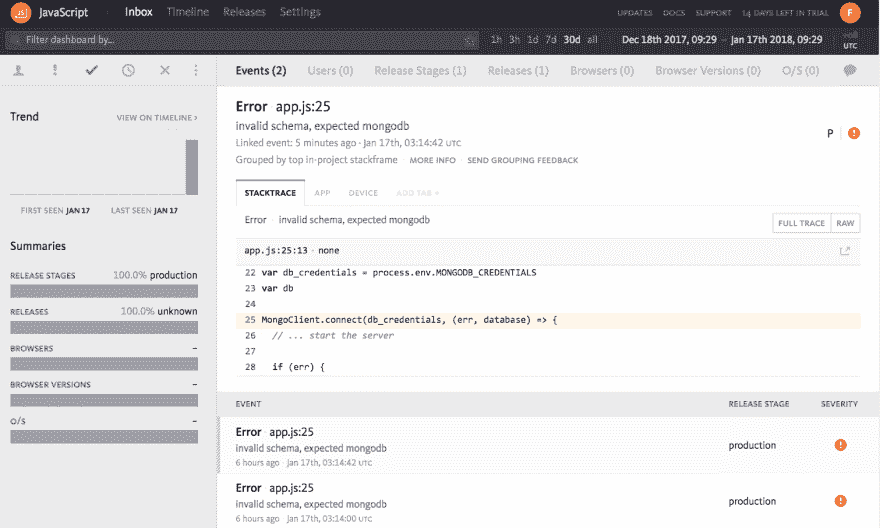 JS JavaScript Inbox Timeline Releases Settings UPDATES DOCS SUPPORT 14 DAYS LEFT IN TRIAL F
Filter dashboard by... 1h 3h 1d 7d 30d all Dec 18th 2017, 09:29 – Jan 17th 2018, 09:29 UTC
Events (2) Users (0) Release Stages (1) Releases (1) Browsers (0) Browser Versions (0) O/S (0)
Trend VIEW ON TIMELINE ›
FIRST SEEN JAN 17 LAST SEEN JAN 17
Summaries
RELEASE STAGES 100.0% production
RELEASES 100.0% unknown
BROWSERS –
BROWSER VERSIONS –
O/S –
Error · app.js:25
invalid schema, expected mongodb
Linked event: 5 minutes ago · Jan 17th, 03:14:42 UTC
Grouped by top in-project stackframe · MORE INFO SEND GROUPING FEEDBACK
P !
STACKTRACE APP DEVICE ADD TAB +
Error · invalid schema, expected mongodb FULL TRACE RAW
app.js:25:13 · none
22 var db_credentials = process.env.MONGODB_CREDENTIALS
23 var db
24
25 MongoClient.connect(db_credentials, (err, database) => {
26 // ... start the server
27
28 if (err) {
EVENT RELEASE STAGE SEVERITY
Error app.js:25
invalid schema, expected mongodb production !
6 hours ago · Jan 17th, 03:14:42 UTC
Error app.js:25
invalid schema, expected mongodb production !
6 hours ago · Jan 17th, 03:14:00 UTC